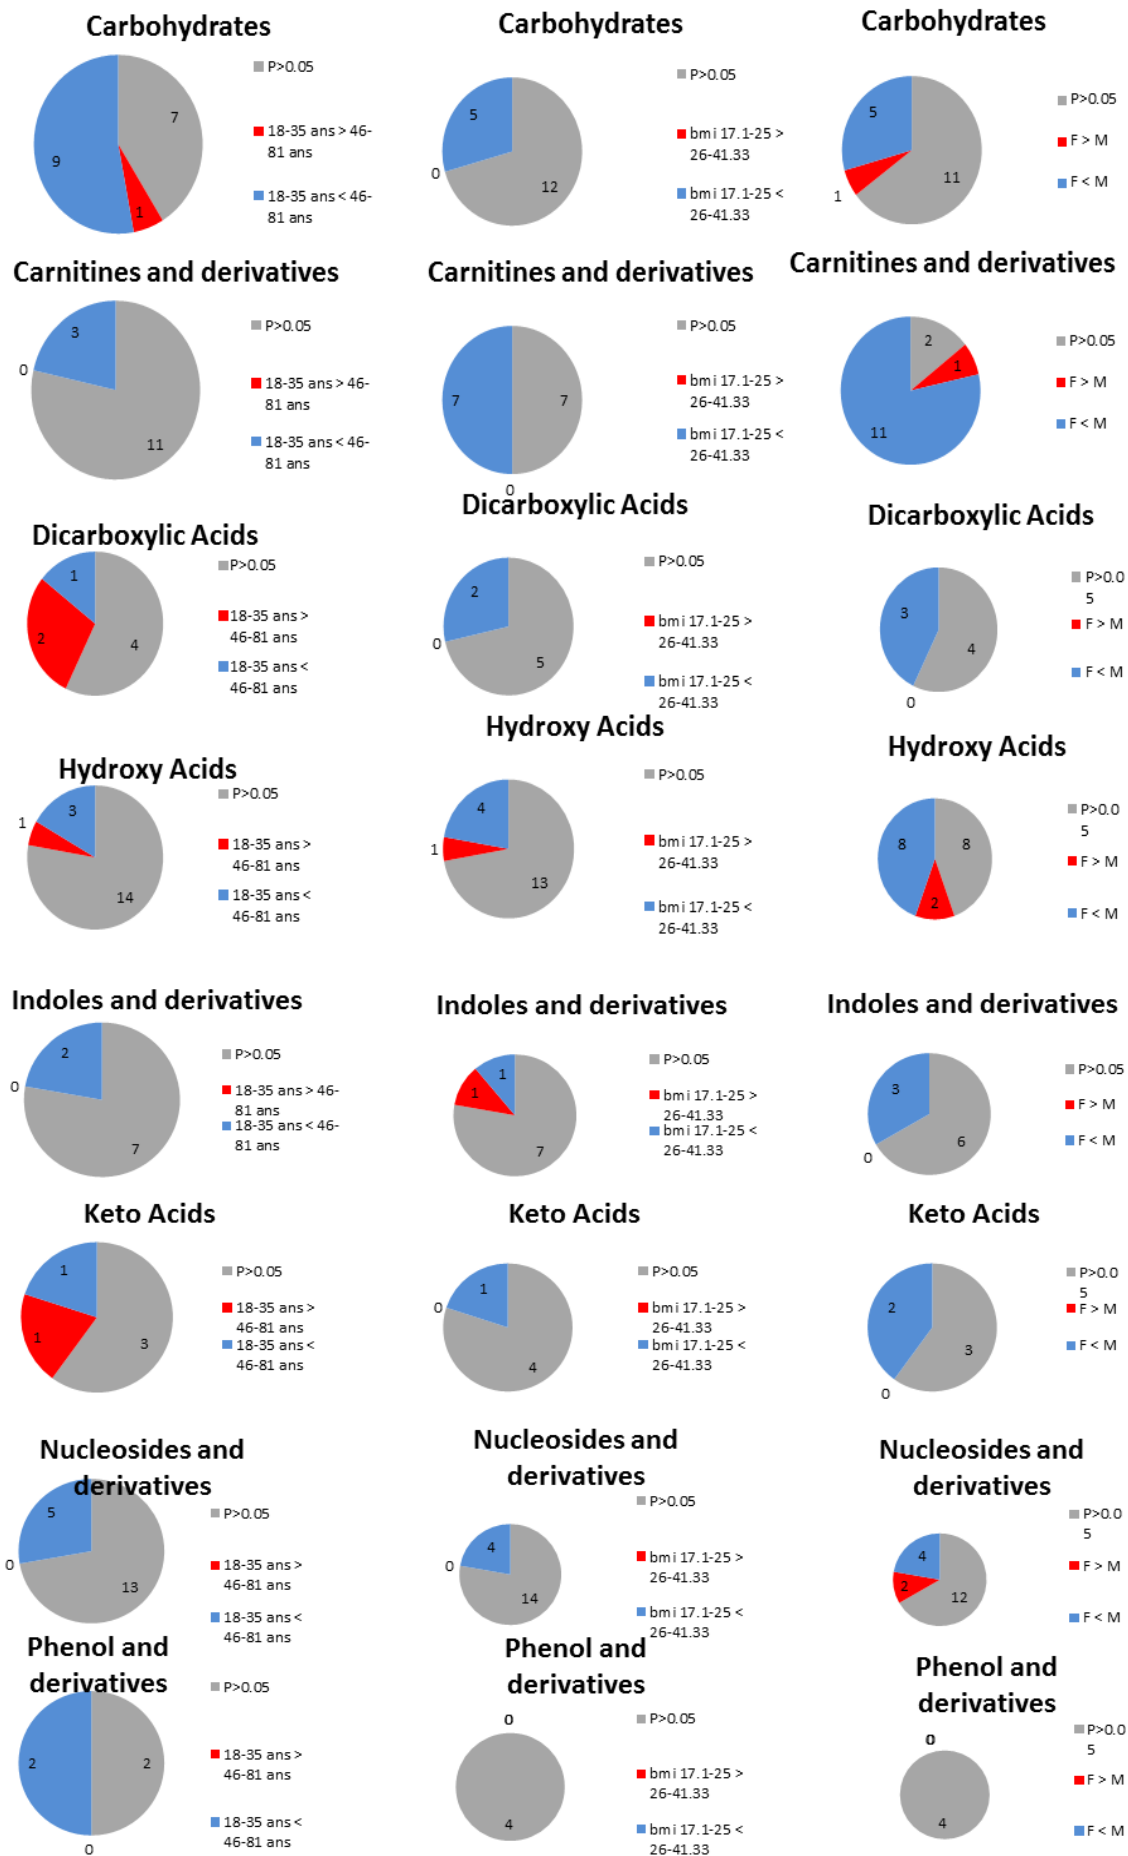 Carbohydrates
7
1
9
P>0.05
18-35 ans > 46-
81 ans
18-35 ans < 46-
81 ans
Carbohydrates
5
0
12
P>0.05
bmi 17.1-25 >
26-41.33
bmi 17.1-25 <
26-41.33
Carbohydrates
5
1
11
P>0.05
F > M
F < M
Carnitines and derivatives
3
0
11
P>0.05
18-35 ans > 46-
81 ans
18-35 ans < 46-
81 ans
Carnitines and derivatives
7
7
0
P>0.05
bmi 17.1-25 >
26-41.33
bmi 17.1-25 <
26-41.33
Carnitines and derivatives
2
1
11
P>0.05
F > M
F < M
Dicarboxylic Acids
1
2
4
P>0.05
18-35 ans >
46-81 ans
18-35 ans <
46-81 ans
Dicarboxylic Acids
2
0
5
P>0.05
bmi 17.1-25 >
26-41.33
bmi 17.1-25 <
26-41.33
Dicarboxylic Acids
3
4
0
P>0.0
5
F > M
F < M
Hydroxy Acids
3
1
14
P>0.05
18-35 ans >
46-81 ans
18-35 ans <
46-81 ans
Hydroxy Acids
4
1
13
P>0.05
bmi 17.1-25 >
26-41.33
bmi 17.1-25 <
26-41.33
Hydroxy Acids
8
8
2
P>0.0
5
F > M
F < M
Indoles and derivatives
2
0
7
P>0.05
18-35 ans > 46-
81 ans
18-35 ans < 46-
81 ans
Indoles and derivatives
1
1
7
P>0.05
bmi 17.1-25 >
26-41.33
bmi 17.1-25 <
26-41.33
Indoles and derivatives
3
0
6
P>0.05
F > M
F < M
Keto Acids
1
1
3
P>0.05
18-35 ans >
46-81 ans
18-35 ans <
46-81 ans
Keto Acids
1
0
4
P>0.05
bmi 17.1-25 >
26-41.33
bmi 17.1-25 <
26-41.33
Keto Acids
2
3
0
P>0.0
5
F > M
F < M
Nucleosides and
derivatives
5
0
13
P>0.05
18-35 ans >
46-81 ans
18-35 ans <
46-81 ans
Nucleosides and
derivatives
4
0
14
P>0.05
bmi 17.1-25 >
26-41.33
bmi 17.1-25 <
26-41.33
Nucleosides and
derivatives
4
2
12
P>0.0
5
F > M
F < M
Phenol and
derivatives
2
2
0
P>0.05
18-35 ans >
46-81 ans
18-35 ans <
46-81 ans
Phenol and
derivatives
0
4
P>0.05
bmi 17.1-25 >
26-41.33
bmi 17.1-25 <
26-41.33
Phenol and
derivatives
0
4
P>0.0
5
F > M
F < M